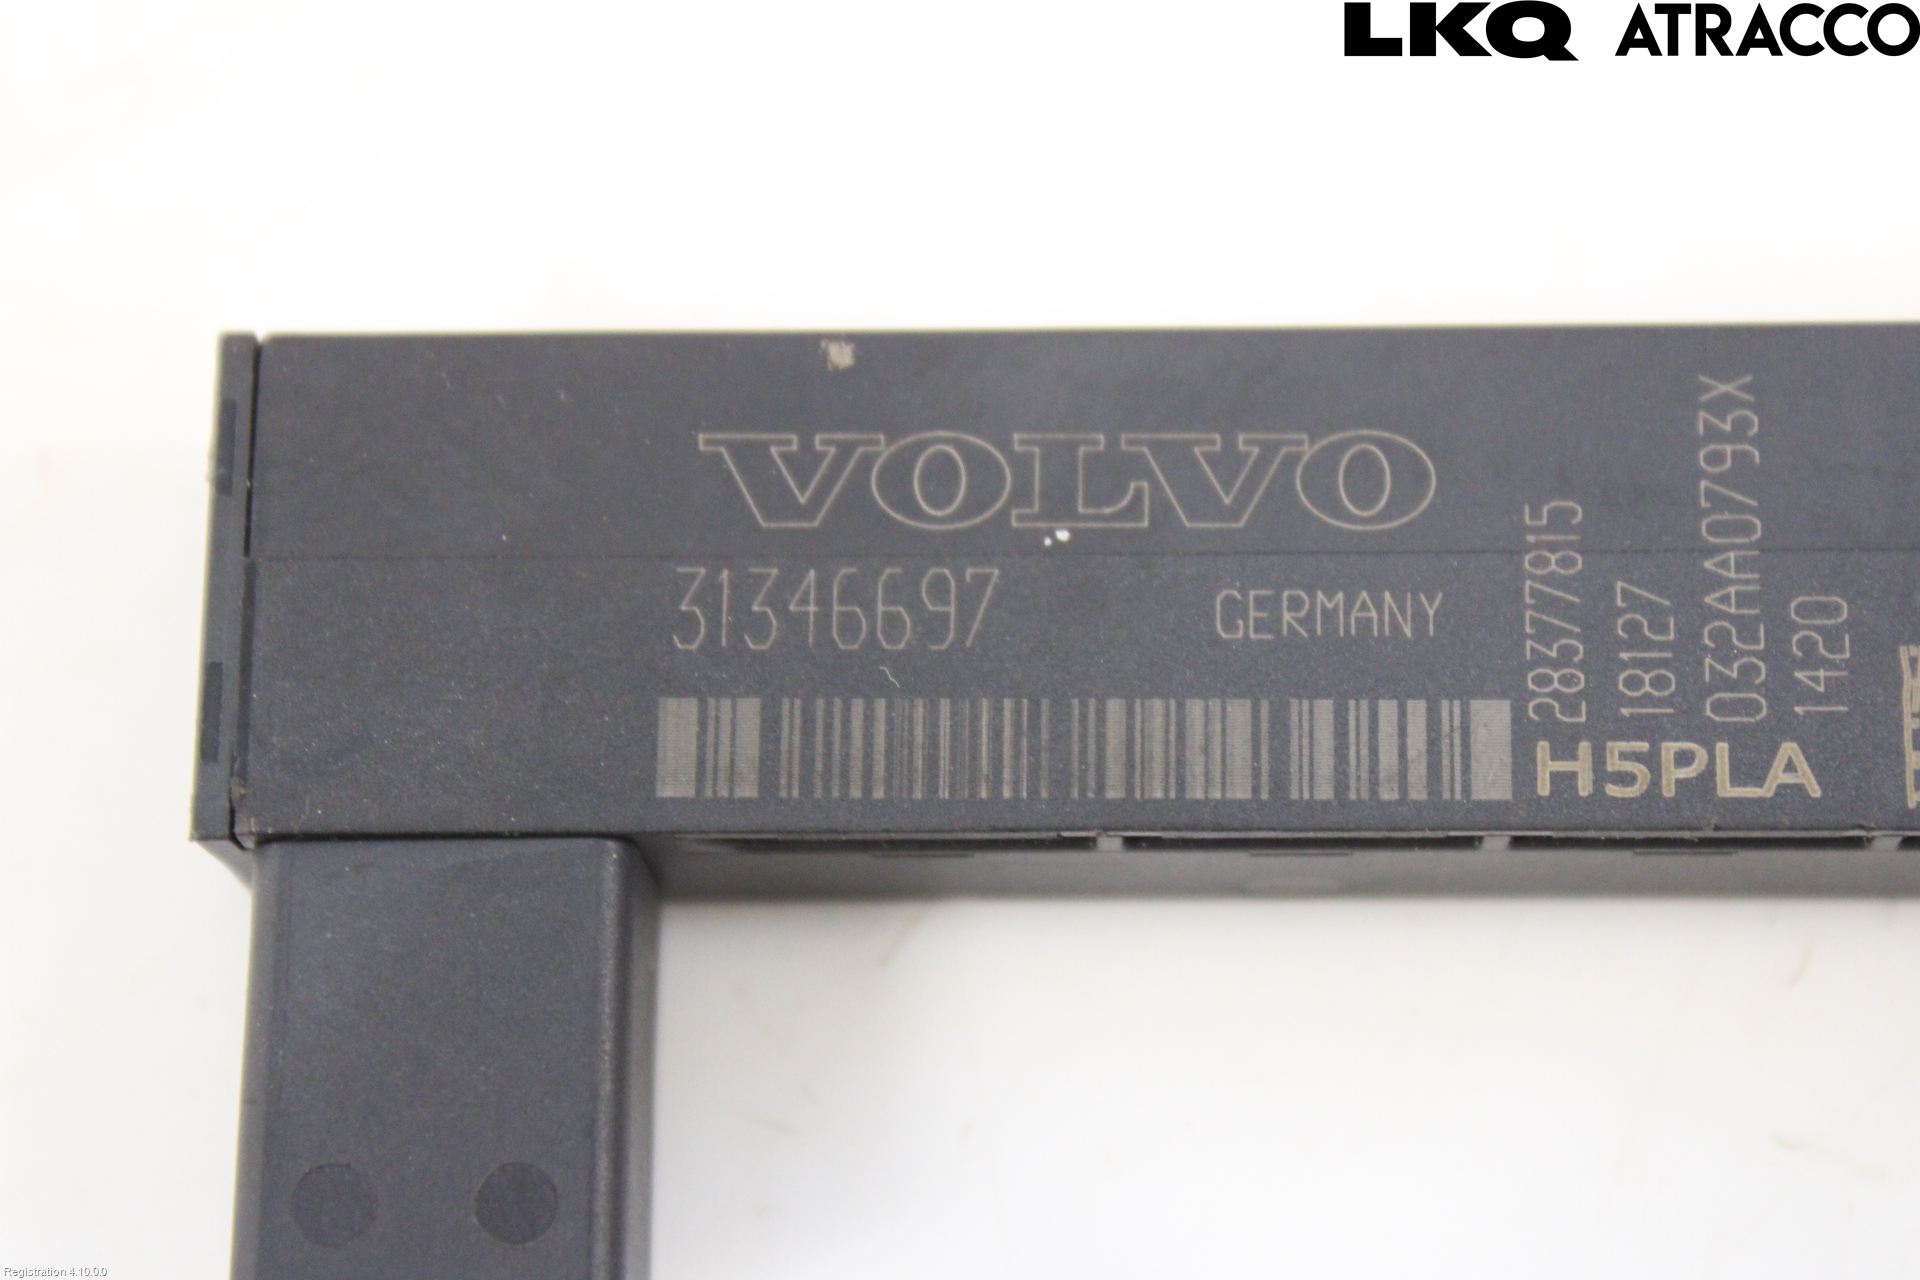 LKQ ATRACCO
VOLVO
31346697
GERMANY
28377815
18127
032AA0793X
1420
H5PLA
Registration 4.10.0.0